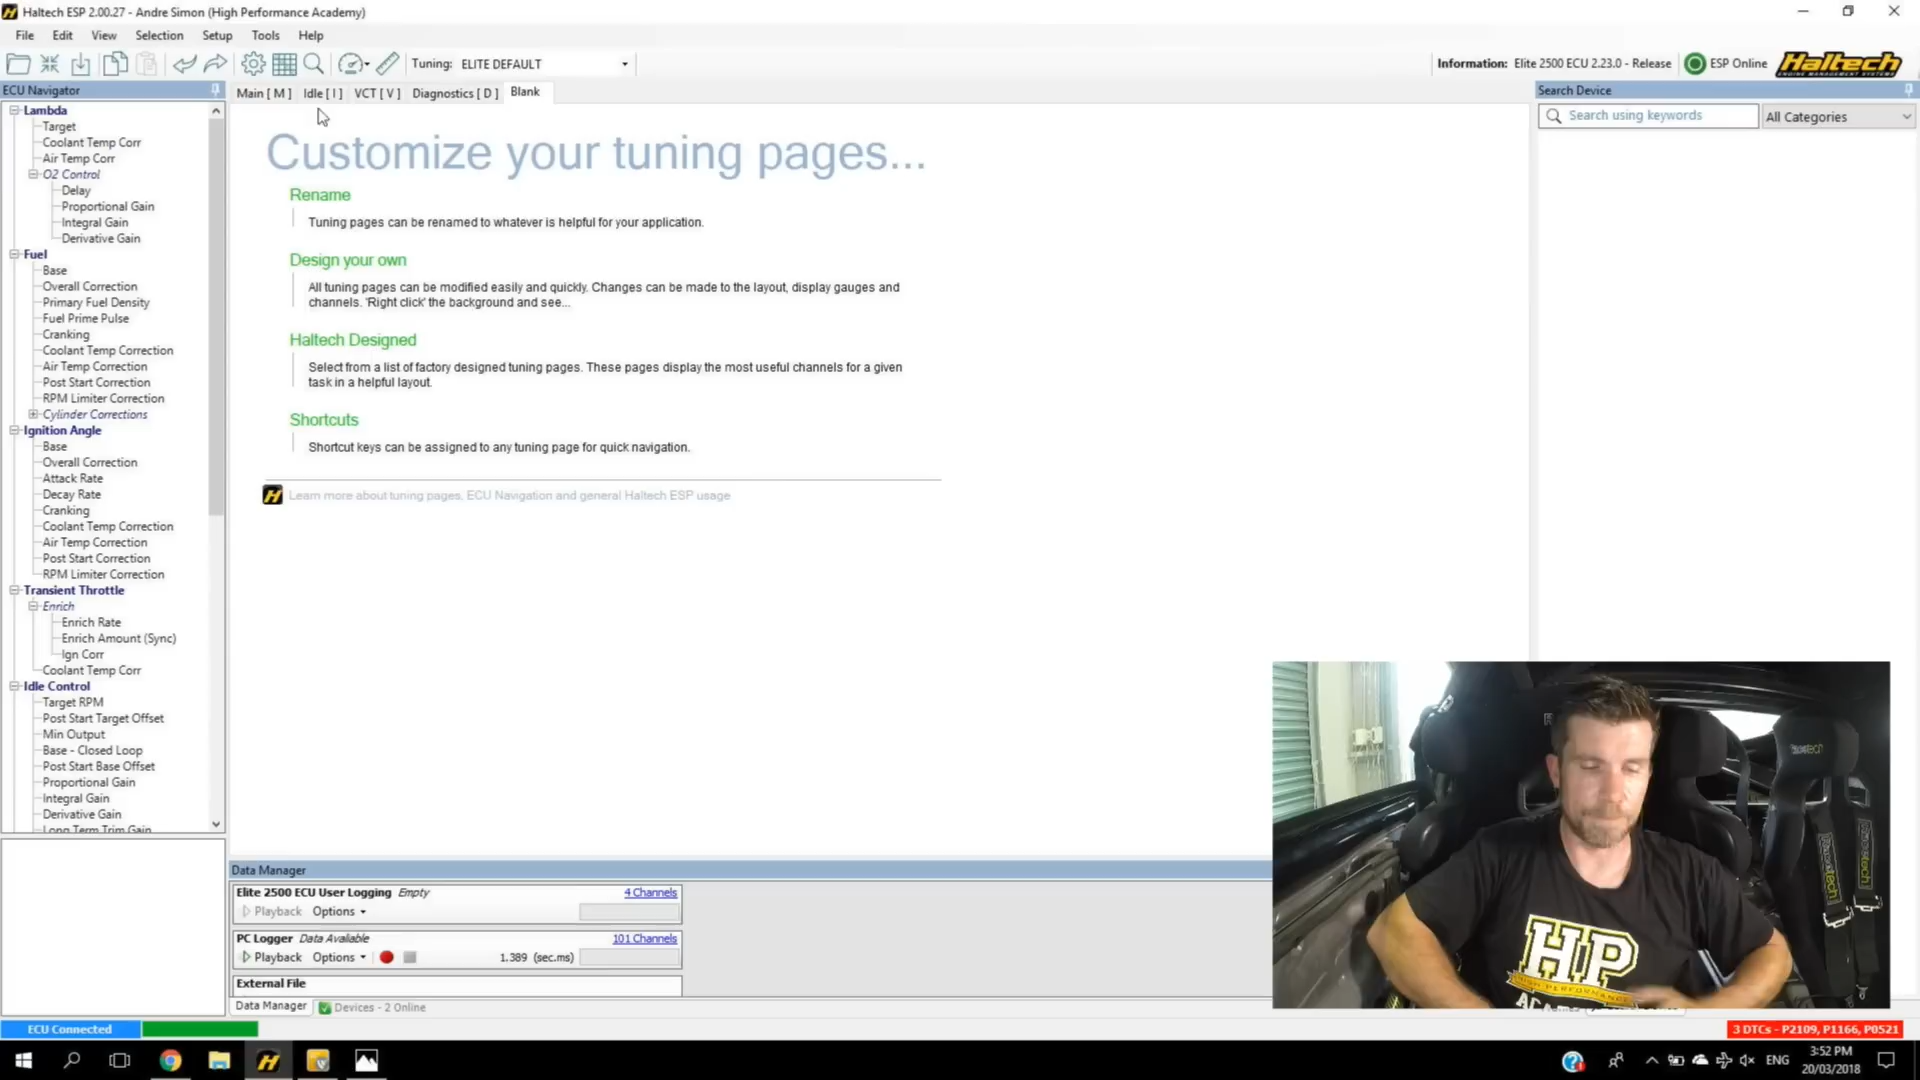 Haltech ESP 2.00.27 - Andre Simon (High Performance Academy)
File Edit View Selection Setup Tools Help
Tuning: ELITE DEFAULT
Information: Elite 2500 ECU 2.23.0 - Release ESP Online Haltech
ENGINE MANAGEMENT SYSTEMS
ECU Navigator
Lambda
Target
Coolant Temp Corr
Air Temp Corr
O2 Control
Delay
Proportional Gain
Integral Gain
Derivative Gain
Fuel
Base
Overall Correction
Primary Fuel Density
Fuel Prime Pulse
Cranking
Coolant Temp Correction
Air Temp Correction
Post Start Correction
RPM Limiter Correction
Cylinder Corrections
Ignition Angle
Base
Overall Correction
Attack Rate
Decay Rate
Cranking
Coolant Temp Correction
Air Temp Correction
Post Start Correction
RPM Limiter Correction
Transient Throttle
Enrich
Enrich Rate
Enrich Amount (Sync)
Ign Corr
Coolant Temp Corr
Idle Control
Target RPM
Post Start Target Offset
Min Output
Base - Closed Loop
Post Start Base Offset
Proportional Gain
Integral Gain
Derivative Gain
Long Term Trim Gain
Main [ M ] Idle [ I ] VCT [ V ] Diagnostics [ D ] Blank
Customize your tuning pages...
Rename
Tuning pages can be renamed to whatever is helpful for your application.
Design your own
All tuning pages can be modified easily and quickly. Changes can be made to the layout, display gauges and
channels. 'Right click' the background and see...
Haltech Designed
Select from a list of factory designed tuning pages. These pages display the most useful channels for a given
task in a helpful layout.
Shortcuts
Shortcut keys can be assigned to any tuning page for quick navigation.
H Learn more about tuning pages, ECU Navigation and general Haltech ESP usage
Search Device
Search using keywords All Categories
Data Manager
Elite 2500 ECU User Logging Empty 4 Channels
Playback Options
PC Logger Data Available 101 Channels
Playback Options 1.389 (sec.ms)
External File
Data Manager Devices - 2 Online
HP
HIGH PERFORMANCE
ECU Connected
3 DTCs - P2109, P1166, P0521
ENG
3:52 PM
20/03/2018